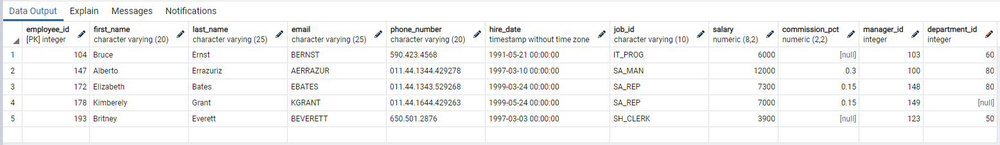 Data Output Explain Messages Notifications
employee_id first_name last_name email phone_number hire_date job_id salary commission_pct manager_id department_id
[PK] integer character varying (20) character varying (25) character varying (25) character varying (20) timestamp without time zone character varying (10) numeric (8,2) numeric (2,2) integer integer
1 104 Bruce Ernst BERNST 590.423.4568 1991-05-21 00:00:00 IT_PROG 6000 [null] 103 60
2 147 Alberto Errazuriz AERRAZUR 011.44.1344.429278 1997-03-10 00:00:00 SA_MAN 12000 0.3 100 80
3 172 Elizabeth Bates EBATES 011.44.1343.529268 1999-03-24 00:00:00 SA_REP 7300 0.15 148 80
4 178 Kimberely Grant KGRANT 011.44.1644.429263 1999-05-24 00:00:00 SA_REP 7000 0.15 149 [null]
5 193 Britney Everett BEVERETT 650.501.2876 1997-03-03 00:00:00 SH_CLERK 3900 [null] 123 50